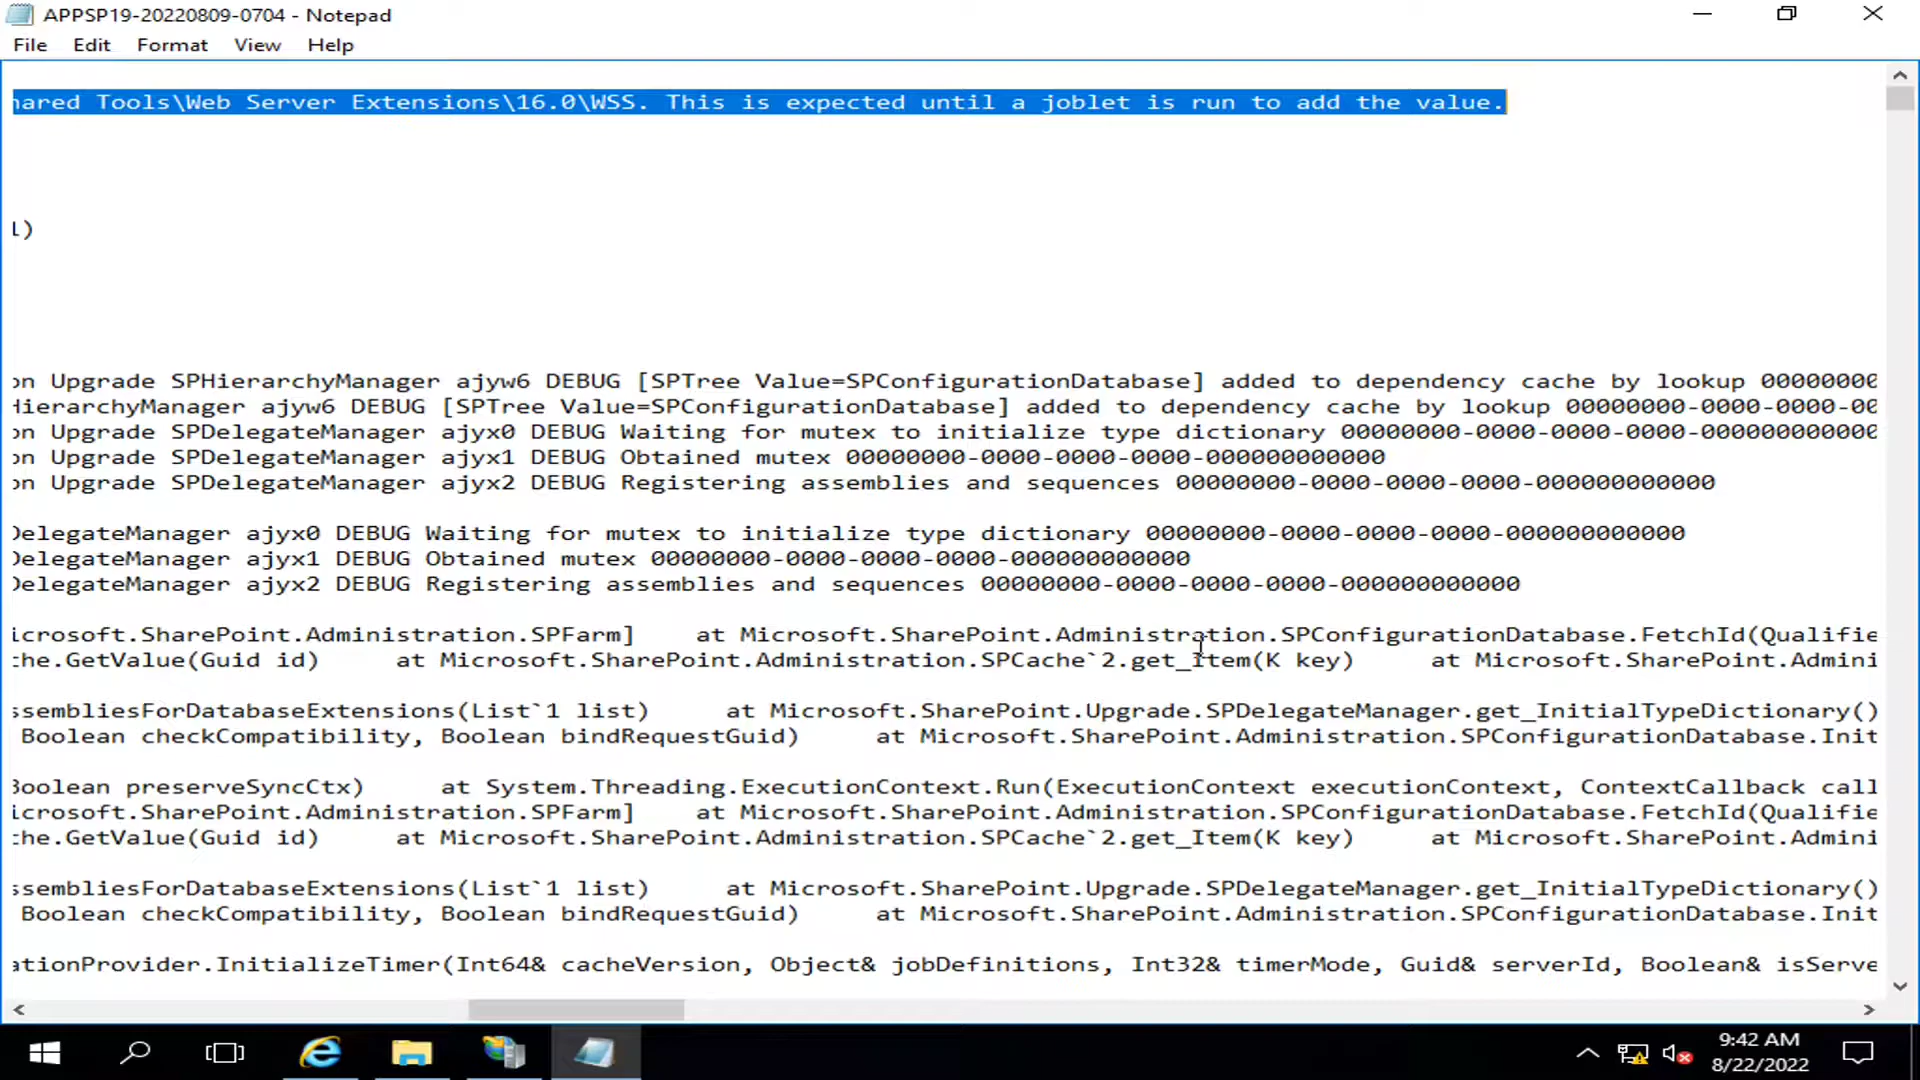 APPSP19-20220809-0704 - Notepad
File Edit Format View Help
hared Tools\Web Server Extensions\16.0\WSS. This is expected until a joblet is run to add the value.
1)
on Upgrade SPHierarchyManager ajyw6 DEBUG [SPTree Value=SPConfigurationDatabase] added to dependency cache by lookup 00000000
HierarchyManager ajyw6 DEBUG [SPTree Value=SPConfigurationDatabase] added to dependency cache by lookup 00000000-0000-0000-00
on Upgrade SPDelegateManager ajyx0 DEBUG Waiting for mutex to initialize type dictionary 00000000-0000-0000-0000-000000000000
on Upgrade SPDelegateManager ajyx1 DEBUG Obtained mutex 00000000-0000-0000-0000-000000000000
on Upgrade SPDelegateManager ajyx2 DEBUG Registering assemblies and sequences 00000000-0000-0000-0000-000000000000
DelegateManager ajyx0 DEBUG Waiting for mutex to initialize type dictionary 00000000-0000-0000-0000-000000000000
DelegateManager ajyx1 DEBUG Obtained mutex 00000000-0000-0000-0000-000000000000
DelegateManager ajyx2 DEBUG Registering assemblies and sequences 00000000-0000-0000-0000-000000000000
icrosoft.SharePoint.Administration.SPFarm] at Microsoft.SharePoint.Administration.SPConfigurationDatabase.FetchId(Qualifie
che.GetValue(Guid id) at Microsoft.SharePoint.Administration.SPCache`2.get_Item(K key) at Microsoft.SharePoint.Admini
ssembliesForDatabaseExtensions(List`1 list) at Microsoft.SharePoint.Upgrade.SPDelegateManager.get_InitialTypeDictionary()
Boolean checkCompatibility, Boolean bindRequestGuid) at Microsoft.SharePoint.Administration.SPConfigurationDatabase.Init
Boolean preserveSyncCtx) at System.Threading.ExecutionContext.Run(ExecutionContext executionContext, ContextCallback call
icrosoft.SharePoint.Administration.SPFarm] at Microsoft.SharePoint.Administration.SPConfigurationDatabase.FetchId(Qualifie
che.GetValue(Guid id) at Microsoft.SharePoint.Administration.SPCache`2.get_Item(K key) at Microsoft.SharePoint.Admini
ssembliesForDatabaseExtensions(List`1 list) at Microsoft.SharePoint.Upgrade.SPDelegateManager.get_InitialTypeDictionary()
Boolean checkCompatibility, Boolean bindRequestGuid) at Microsoft.SharePoint.Administration.SPConfigurationDatabase.Init
ationProvider.InitializeTimer(Int64& cacheVersion, Object& jobDefinitions, Int32& timerMode, Guid& serverId, Boolean& isServe
9:42 AM
8/22/2022